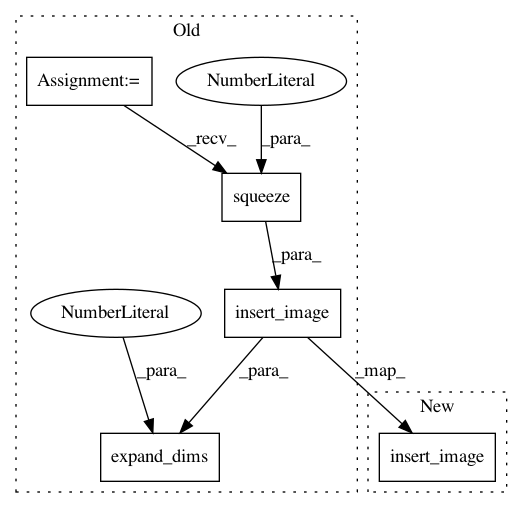 Old
Assignment:=
NumberLiteral
_recv_
_para_
squeeze
_para_
NumberLiteral
insert_image
_para_
_para_
_map_
New
expand_dims
insert_image